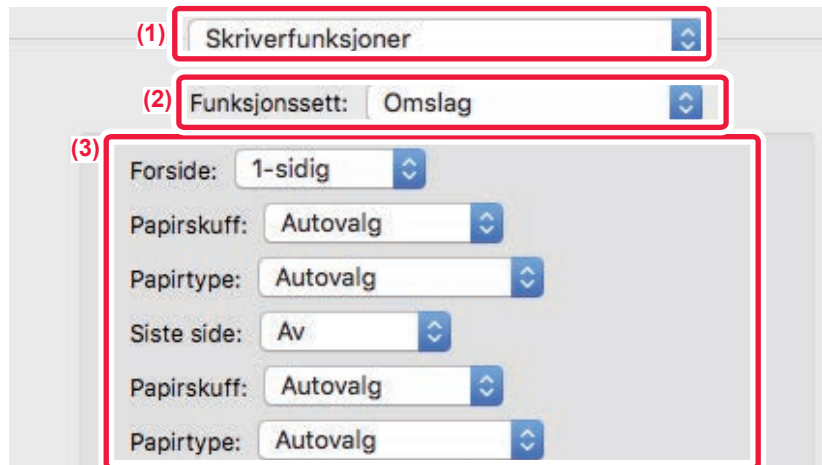 (1) Skriverfunksjoner
(2) Funksjonssett: Omslag
(3)
Forside: 1-sidig
Papirskuff: Autovalg
Papirtype: Autovalg
Siste side: Av
Papirskuff: Autovalg
Papirtype: Autovalg